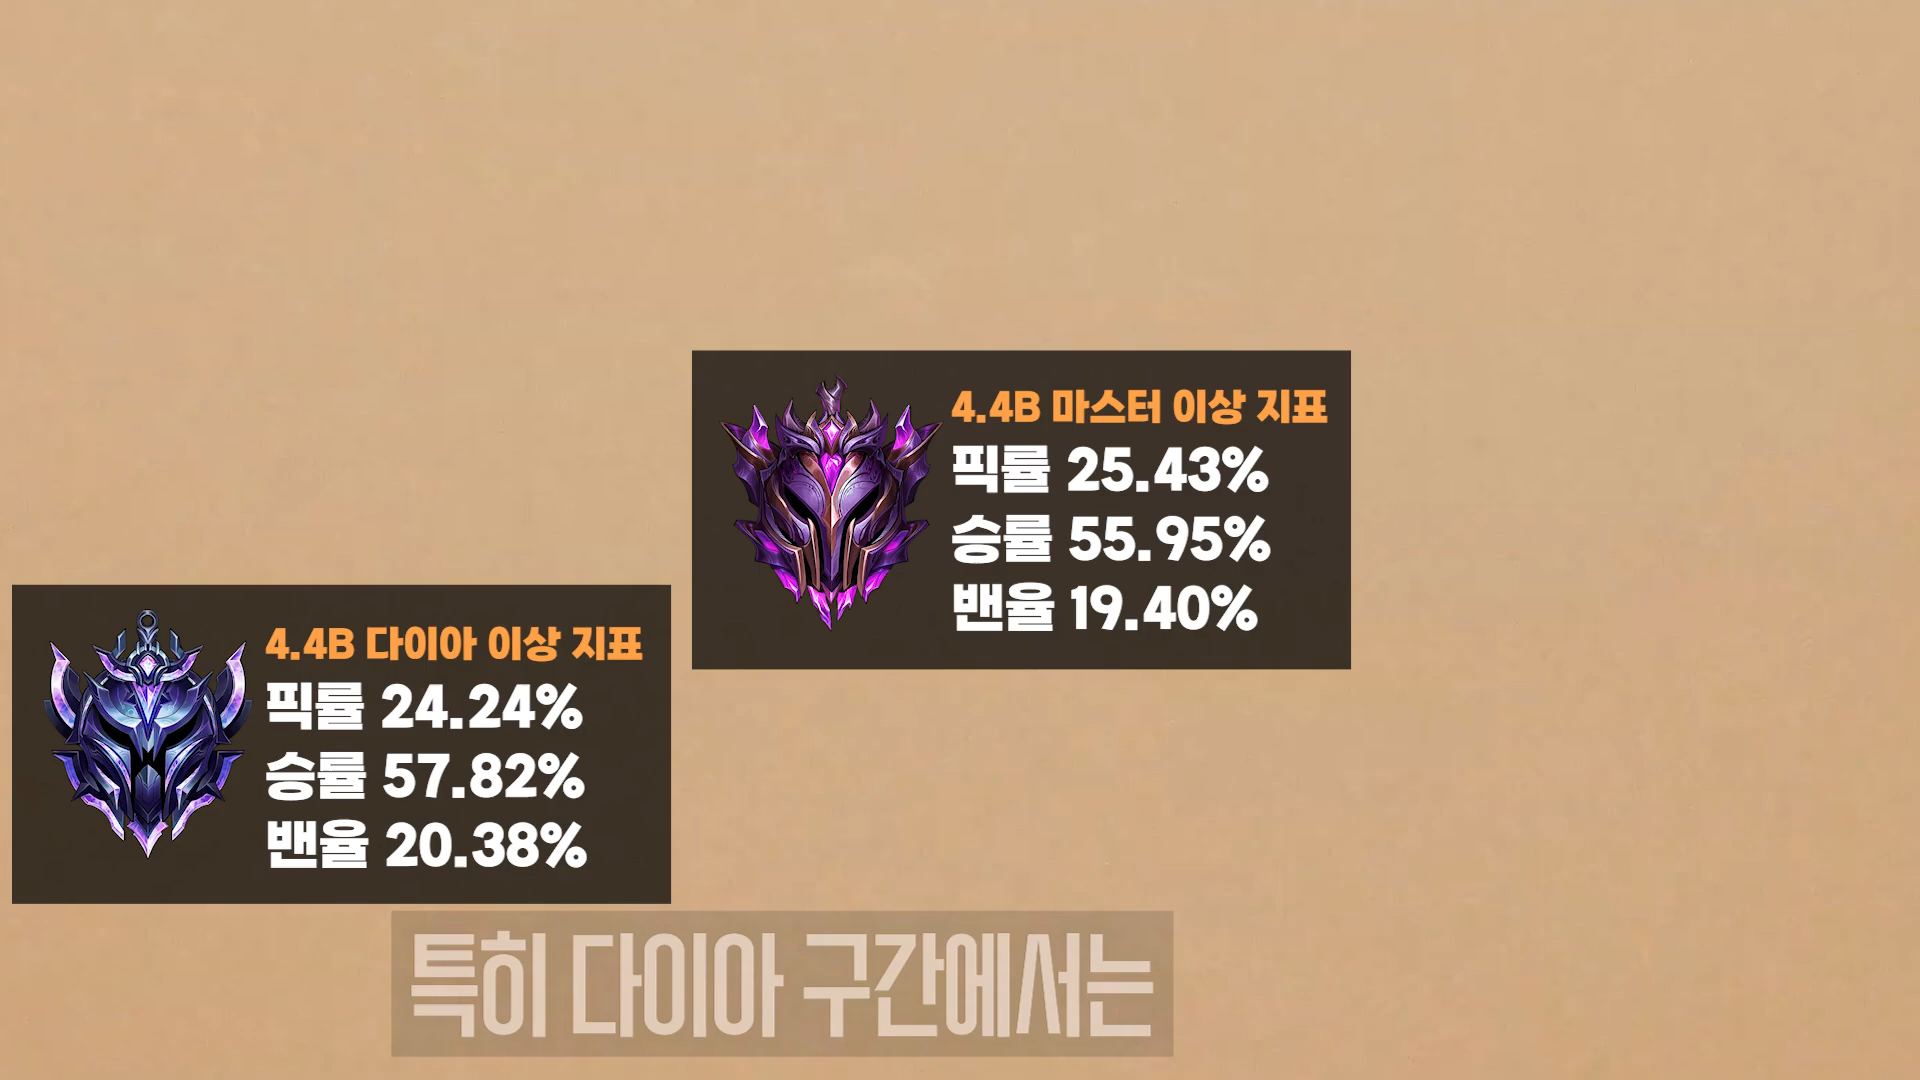 4.4B 마스터 이상 지표
픽률 25.43%
승률 55.95%
밴율 19.40%
4.4B 다이아 이상 지표
픽률 24.24%
승률 57.82%
밴율 20.38%
특히 다이아 구간에서는